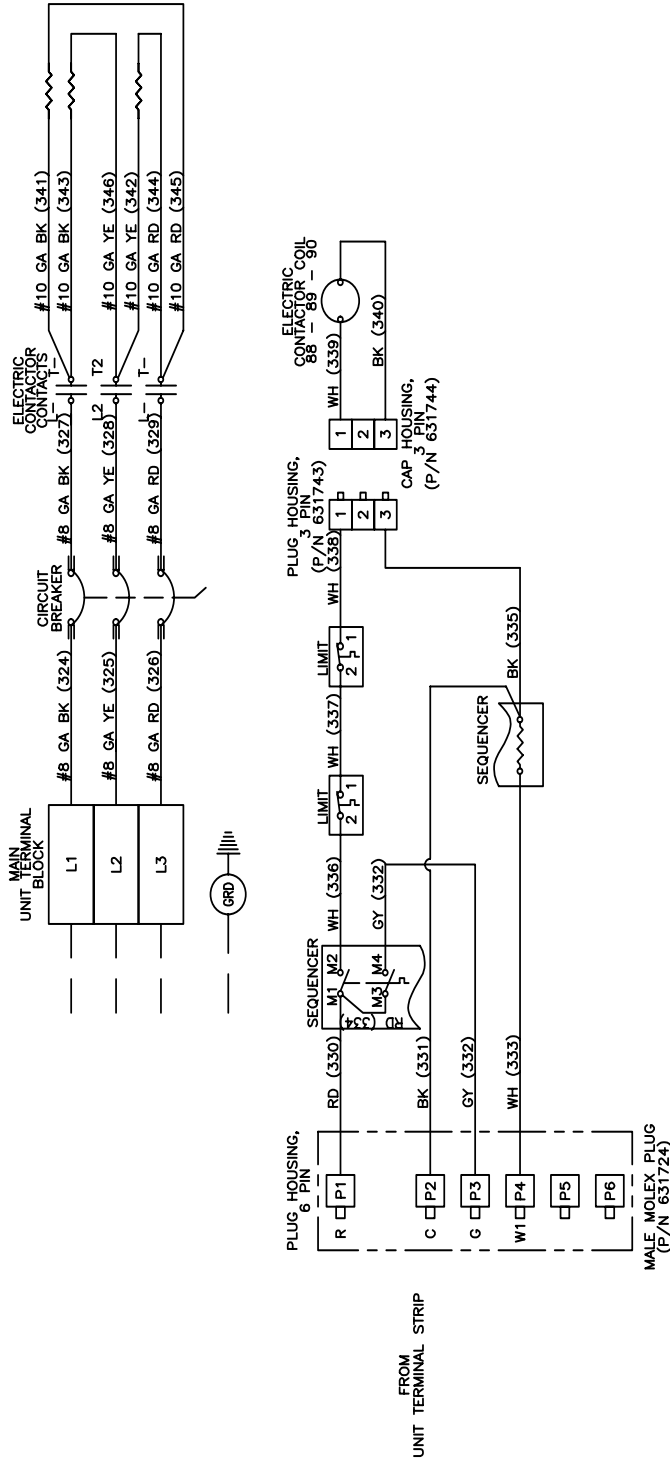 MAIN
UNIT TERMINAL
BLOCK
L1
L2
L3
GRD
#8 GA BK (324)
#8 GA YE (325)
#8 GA RD (326)
CIRCUIT
BREAKER
#8 GA BK (327)
#8 GA YE (328)
#8 GA RD (329)
ELECTRIC
CONTACTOR
CONTACTS
L- T-
L2 T2
L- T-
#10 GA BK (341)
#10 GA BK (343)
#10 GA YE (346)
#10 GA YE (342)
#10 GA RD (344)
#10 GA RD (345)
FROM
UNIT TERMINAL STRIP
PLUG HOUSING,
6 PIN
R P1
C P2
G P3
W1 P4
P5
P6
MALE MOLEX PLUG
(P/N 631724)
RD (330)
BK (331)
GY (332)
WH (333)
SEQUENCER
M1 M2
M3 M4
RD (334)
WH (336)
GY (332)
LIMIT
2 1
WH (337)
LIMIT
2 1
WH (338)
SEQUENCER
BK (335)
PLUG HOUSING,
3 PIN
(P/N 631743)
1
2
3
1
2
3
CAP HOUSING,
3 PIN
(P/N 631744)
WH (339)
BK (340)
ELECTRIC
CONTACTOR COIL
88 - 89 - 90